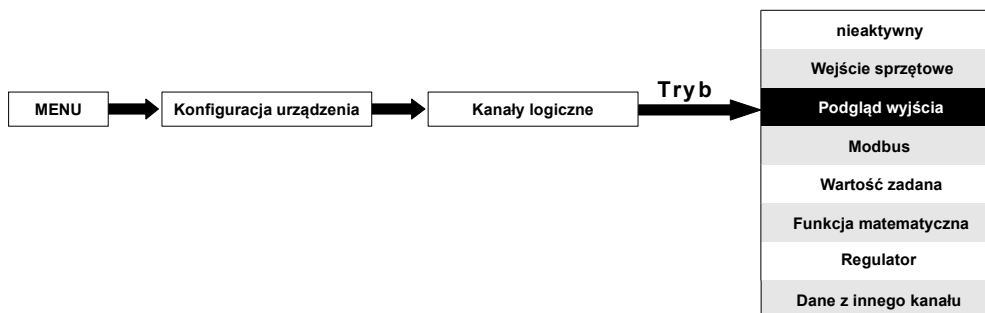 MENU
Konfiguracja urządzenia
Kanały logiczne
Tryb
nieaktywny
Wejście sprzętowe
Podgląd wyjścia
Modbus
Wartość zadana
Funkcja matematyczna
Regulator
Dane z innego kanału